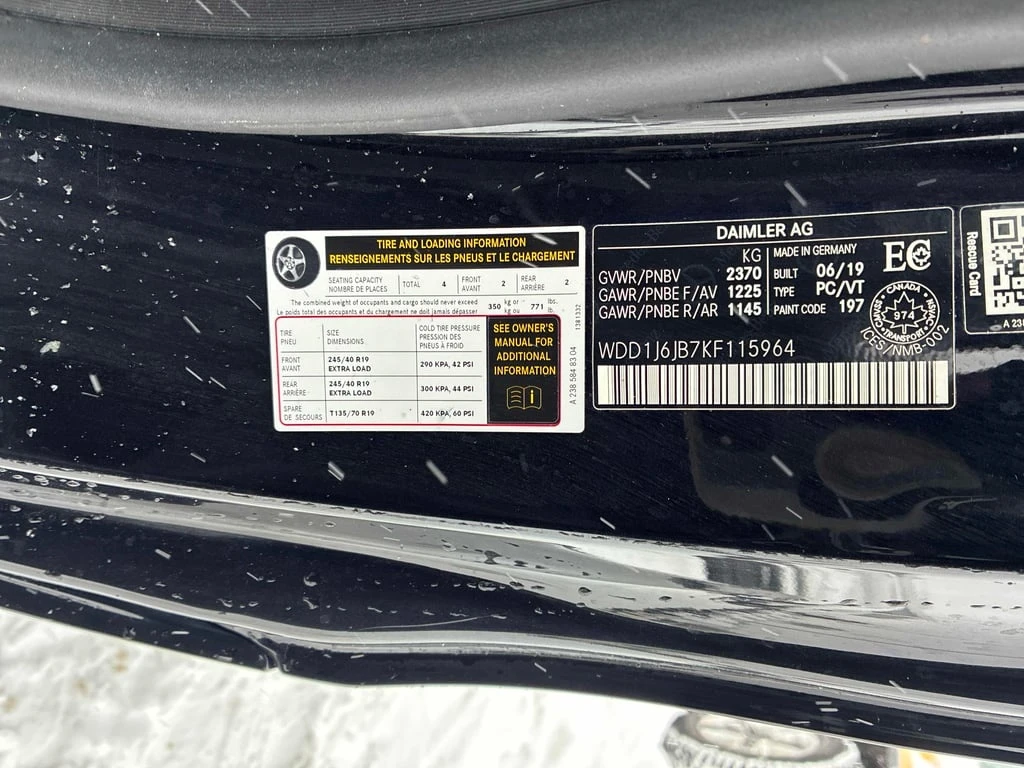 TIRE AND LOADING INFORMATION
RENSEIGNEMENTS SUR LES PNEUS ET LE CHARGEMENT
SEATING CAPACITY
NOMBRE DE PLACES
TOTAL 4
FRONT
AVANT 2
REAR
ARRIÈRE 2
The combined weight of occupants and cargo should never exceed 350 kg or 771 lbs.
Le poids total des occupants et du chargement ne doit jamais dépasser kg ou lb.
TIRE
PNEU
SIZE
DIMENSIONS
COLD TIRE PRESSURE
PRESSION DES
PNEUS À FROID
FRONT
AVANT
245/40 R19
EXTRA LOAD
290 KPA, 42 PSI
REAR
ARRIÈRE
245/40 R19
EXTRA LOAD
300 KPA, 44 PSI
SPARE
DE SECOURS
T135/70 R19
420 KPA, 60 PSI
SEE OWNER'S
MANUAL FOR
ADDITIONAL
INFORMATION
i
A 238 584 83 04
1381332
DAIMLER AG
KG
GVWR/PNBV 2370
GAWR/PNBE F/AV 1225
GAWR/PNBE R/AR 1145
MADE IN GERMANY
BUILT 06/19
TYPE PC/VT
PAINT CODE 197
EC
CANADA
974
TRANSPORT
ICES/NMB-002
WDD1J6JB7KF115964
Rescue Card
A 238